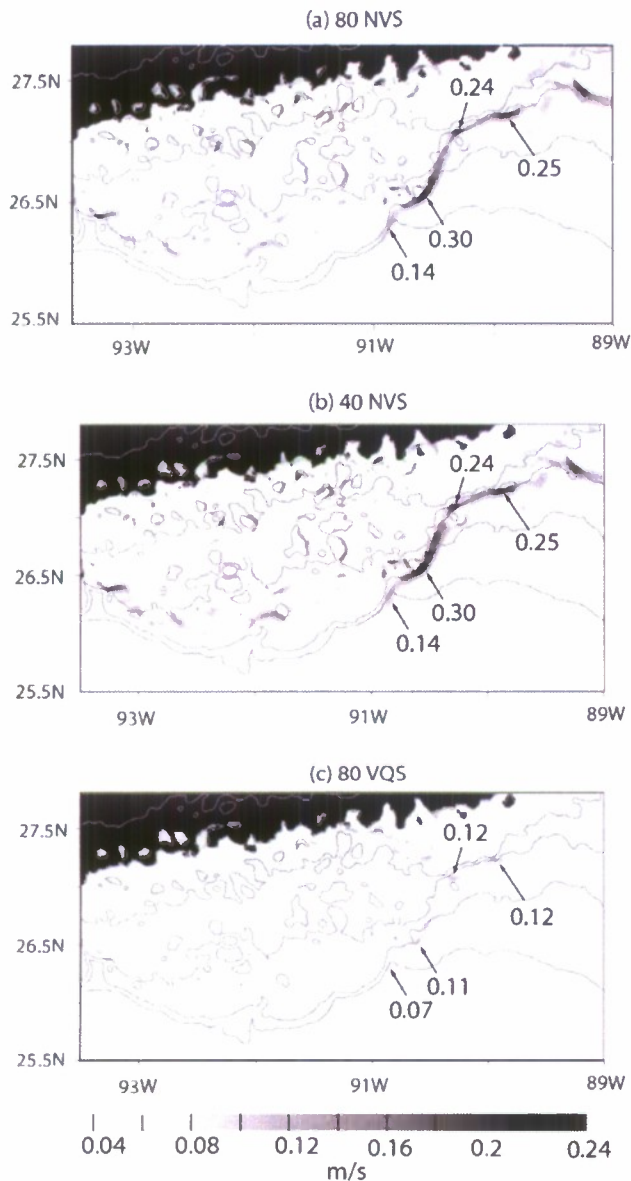 (a) 80 NVS
27.5N
0.24
0.25
26.5N
0.30
0.14
25.5N
93W
91W
89W
(b) 40 NVS
27.5N
0.24
0.25
26.5N
0.30
0.14
25.5N
93W
91W
89W
(c) 80 VQS
27.5N
0.12
0.12
26.5N
0.11
0.07
25.5N
93W
91W
89W
0.04 0.08 0.12 0.16 0.2 0.24
m/s